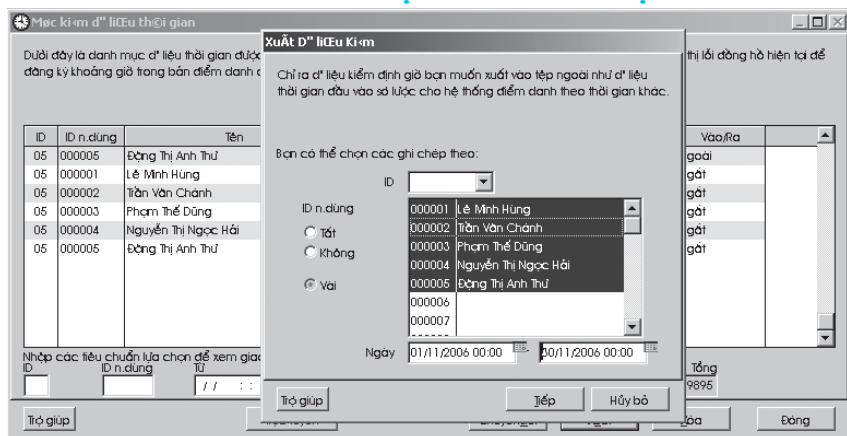 Møc ki‹m d" liŒu th©i gian
Dưới đây là danh mục d" liệu thời gian được
đăng ký khoảng giờ trong bản điểm danh
thị lỗi đồng hồ hiện tại để
ID ID n.dùng Tên Vào/Ra
05 000005 Đặng Thị Anh Thư goài
05 000001 Lê Minh Hùng gắt
05 000002 Trần Văn Chánh gắt
05 000003 Phạm Thế Dũng gắt
05 000004 Nguyễn Thị Ngọc Hải gắt
05 000005 Đặng Thị Anh Thư gắt
Nhập các tiêu chuẩn lựa chọn để xem giao
ID ID n.dùng Từ Tổng
/ / : : 9895
Trợ giúp Đóng
XuÃt D" liŒu Ki‹m
Chỉ ra d" liệu kiểm định giờ bạn muốn xuất vào tệp ngoài như d" liệu
thời gian đầu vào sơ lược cho hệ thống điểm danh theo thời gian khác.
Bạn có thể chọn các ghi chép theo:
ID
ID n.dùng
Tất
Không
Vài
000001 Lê Minh Hùng
000002 Trần Văn Chánh
000003 Phạm Thế Dũng
000004 Nguyễn Thị Ngọc Hải
000005 Đặng Thị Anh Thư
000006
000007
Ngày 01/11/2006 00:00 - 30/11/2006 00:00
Trợ giúp Tiếp Hủy bỏ